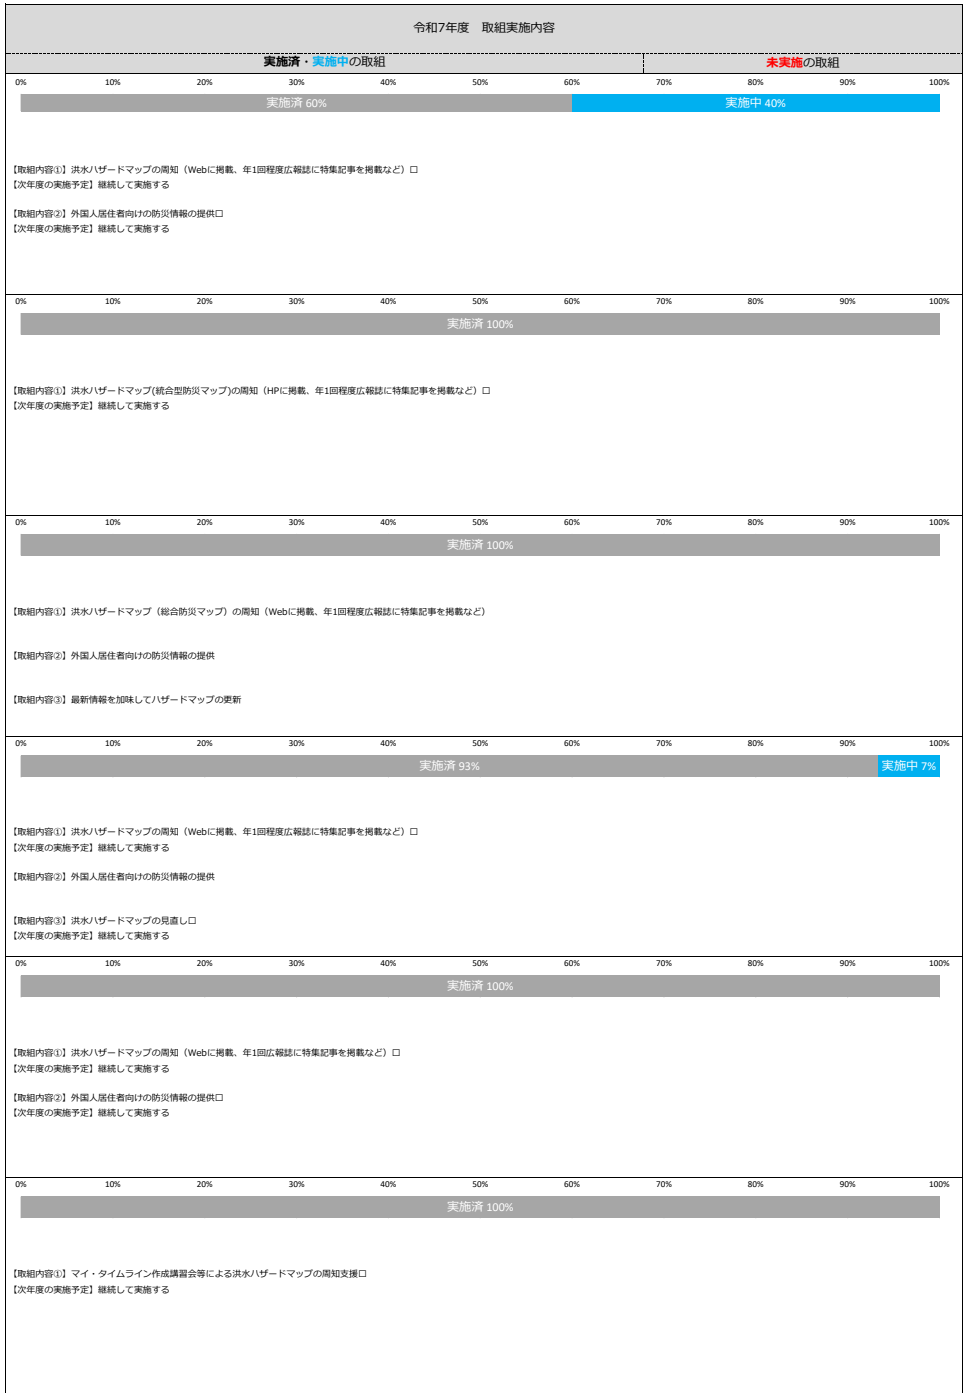 令和7年度　取組実施内容
実施済・実施中の取組　未実施の取組
0% 10% 20% 30% 40% 50% 60% 70% 80% 90% 100%
実施済 60% 実施中 40%
【取組内容①】洪水ハザードマップの周知（Webに掲載、年1回程度広報誌に特集記事を掲載など）□
【次年度の実施予定】継続して実施する
【取組内容②】外国人居住者向けの防災情報の提供□
【次年度の実施予定】継続して実施する
0% 10% 20% 30% 40% 50% 60% 70% 80% 90% 100%
実施済 100%
【取組内容①】洪水ハザードマップ(統合型防災マップ)の周知（HPに掲載、年1回程度広報誌に特集記事を掲載など）□
【次年度の実施予定】継続して実施する
0% 10% 20% 30% 40% 50% 60% 70% 80% 90% 100%
実施済 100%
【取組内容①】洪水ハザードマップ（総合防災マップ）の周知（Webに掲載、年1回程度広報誌に特集記事を掲載など）
【取組内容②】外国人居住者向けの防災情報の提供
【取組内容③】最新情報を加味してハザードマップの更新
0% 10% 20% 30% 40% 50% 60% 70% 80% 90% 100%
実施済 93% 実施中 7%
【取組内容①】洪水ハザードマップの周知（Webに掲載、年1回程度広報誌に特集記事を掲載など）□
【次年度の実施予定】継続して実施する
【取組内容②】外国人居住者向けの防災情報の提供
【取組内容③】洪水ハザードマップの見直し□
【次年度の実施予定】継続して実施する
0% 10% 20% 30% 40% 50% 60% 70% 80% 90% 100%
実施済 100%
【取組内容①】洪水ハザードマップの周知（Webに掲載、年1回広報誌に特集記事を掲載など）□
【次年度の実施予定】継続して実施する
【取組内容②】外国人居住者向けの防災情報の提供□
【次年度の実施予定】継続して実施する
0% 10% 20% 30% 40% 50% 60% 70% 80% 90% 100%
実施済 100%
【取組内容①】マイ・タイムライン作成講習会等による洪水ハザードマップの周知支援□
【次年度の実施予定】継続して実施する